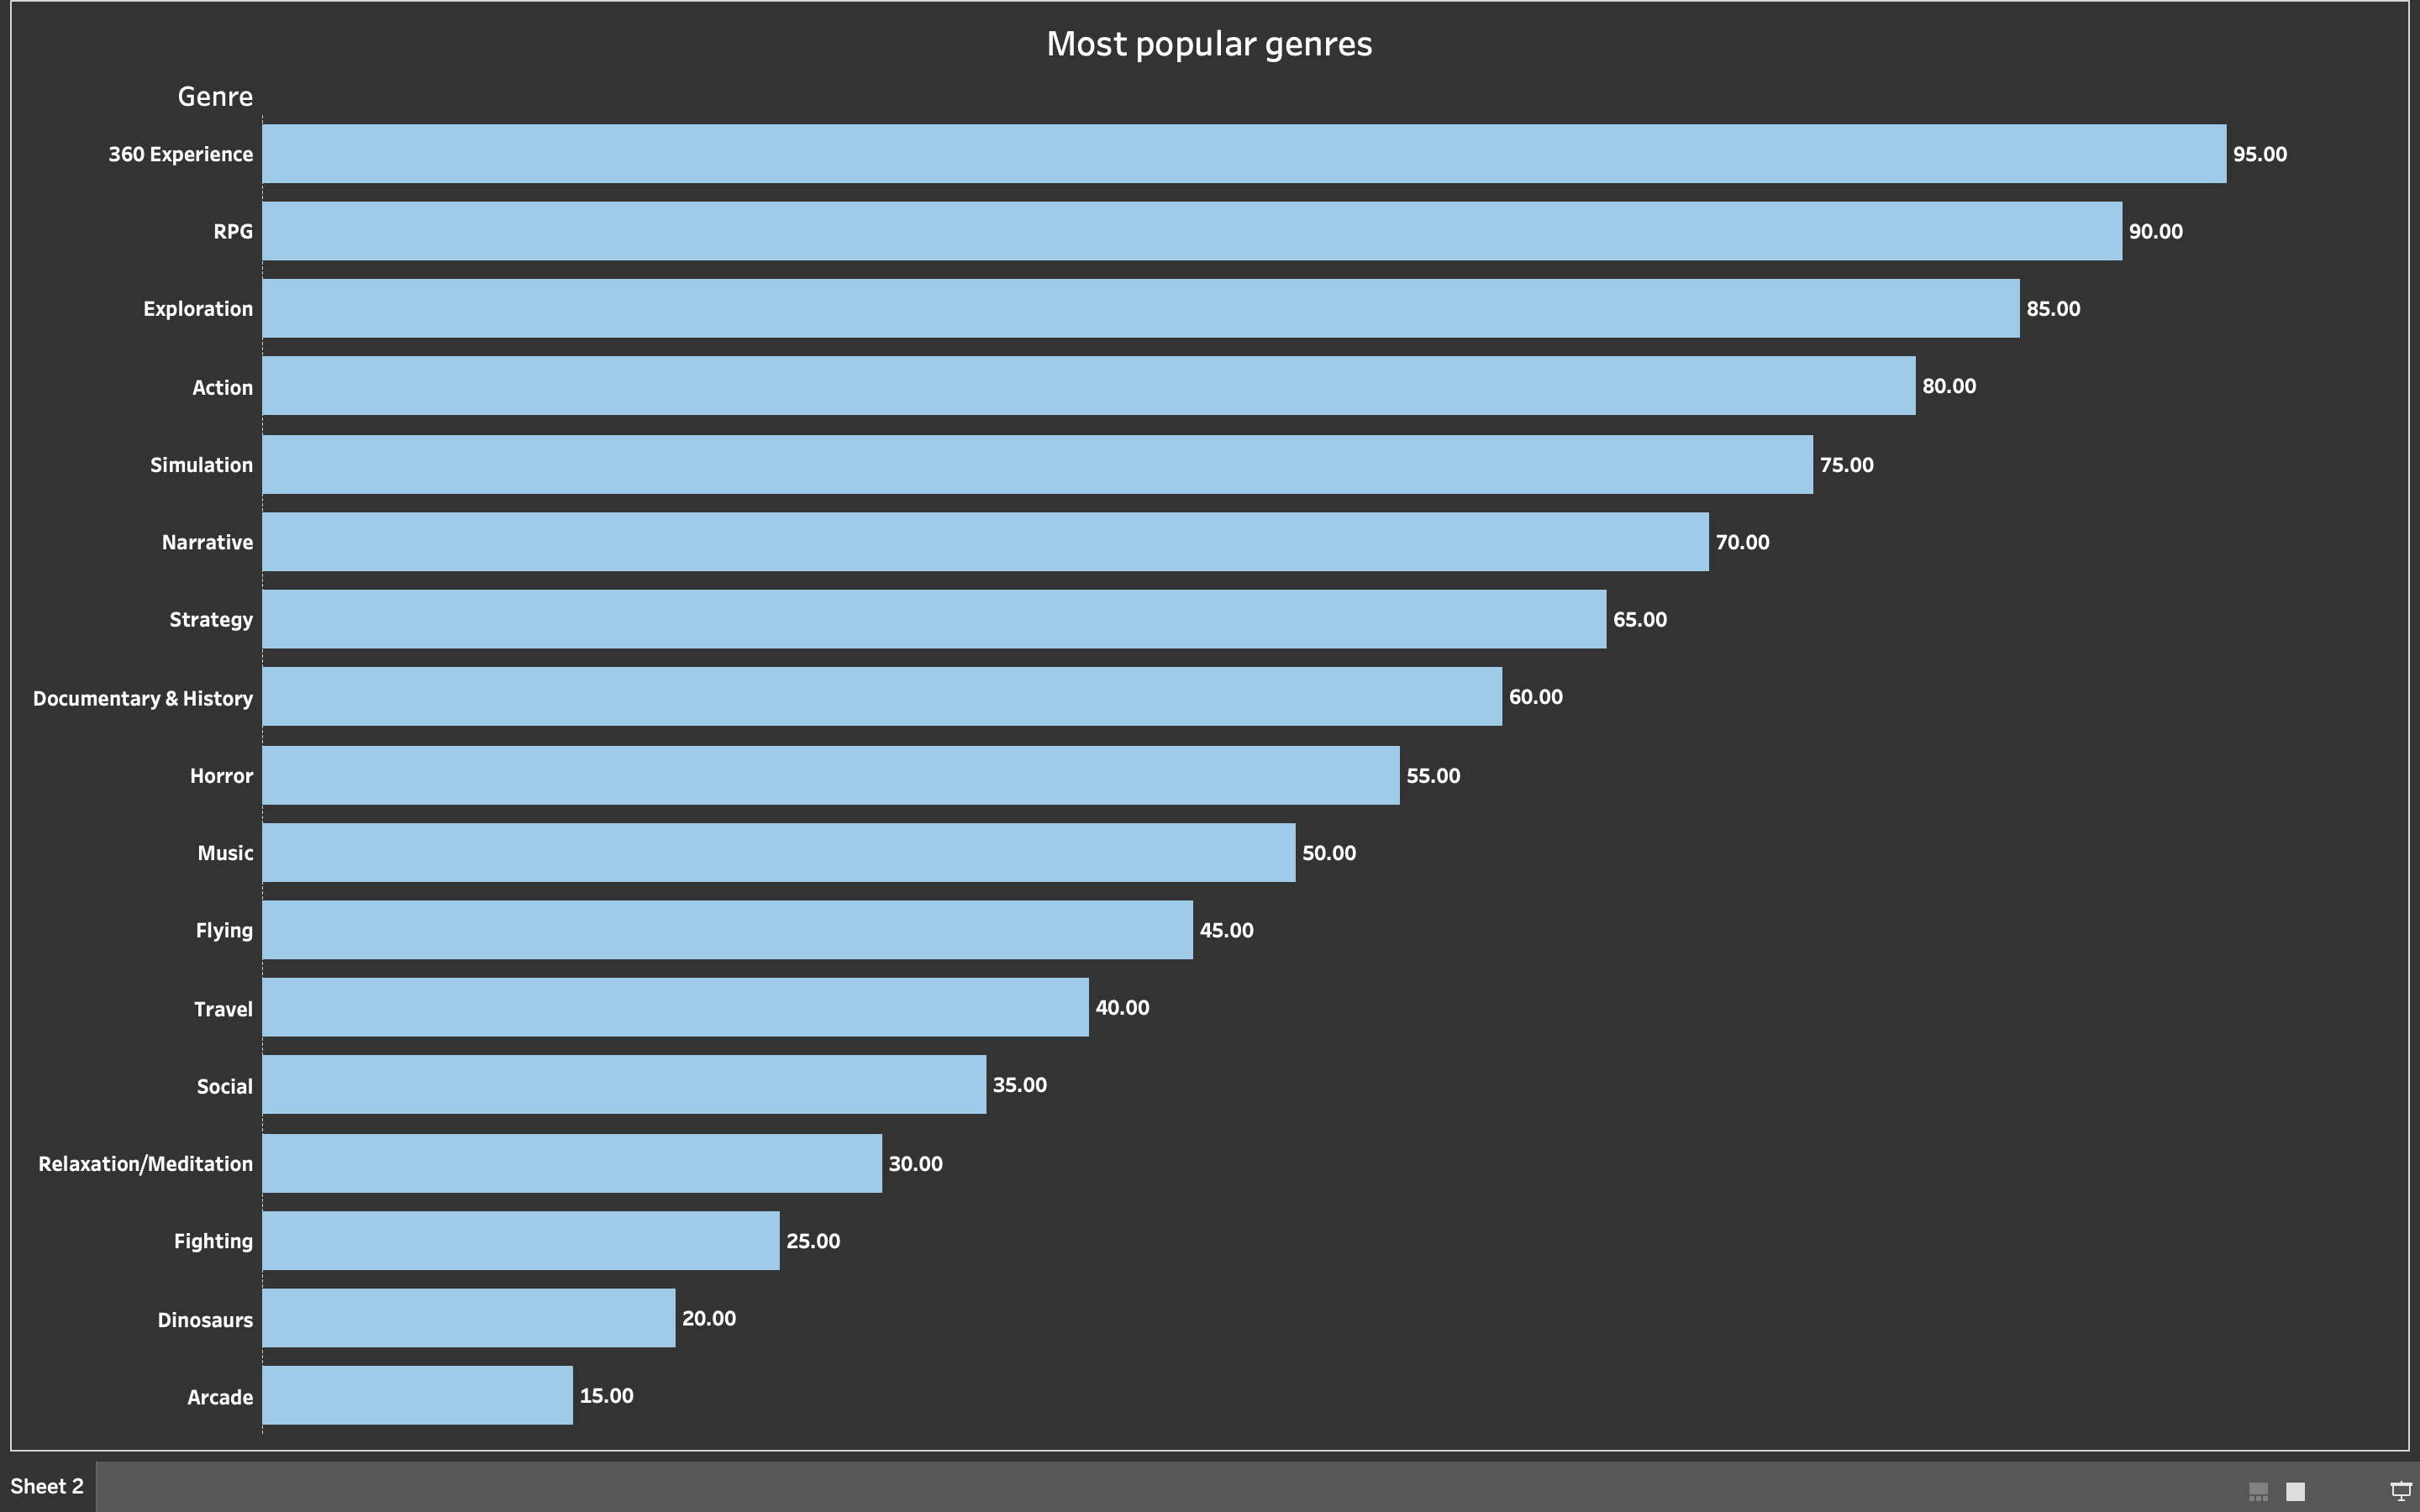 Most popular genres
Genre
360 Experience 95.00
RPG 90.00
Exploration 85.00
Action 80.00
Simulation 75.00
Narrative 70.00
Strategy 65.00
Documentary & History 60.00
Horror 55.00
Music 50.00
Flying 45.00
Travel 40.00
Social 35.00
Relaxation/Meditation 30.00
Fighting 25.00
Dinosaurs 20.00
Arcade 15.00
Sheet 2